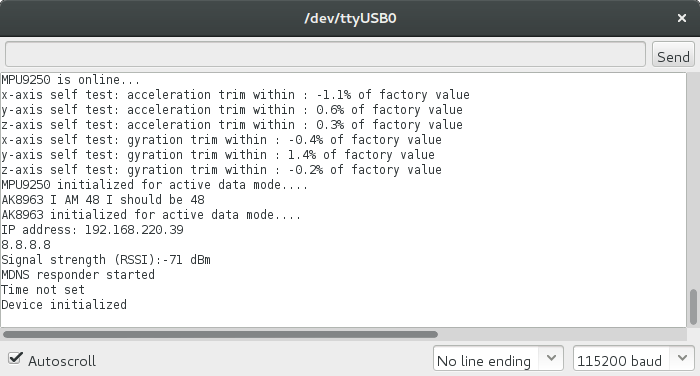 /dev/ttyUSB0
Send
MPU9250 is online...
x-axis self test: acceleration trim within : -1.1% of factory value
y-axis self test: acceleration trim within : 0.6% of factory value
z-axis self test: acceleration trim within : 0.3% of factory value
x-axis self test: gyration trim within : -0.4% of factory value
y-axis self test: gyration trim within : 1.4% of factory value
z-axis self test: gyration trim within : -0.2% of factory value
MPU9250 initialized for active data mode....
AK8963 I AM 48 I should be 48
AK8963 initialized for active data mode....
IP address: 192.168.220.39
8.8.8.8
Signal strength (RSSI):-71 dBm
MDNS responder started
Time not set
Device initialized
Autoscroll
No line ending
115200 baud